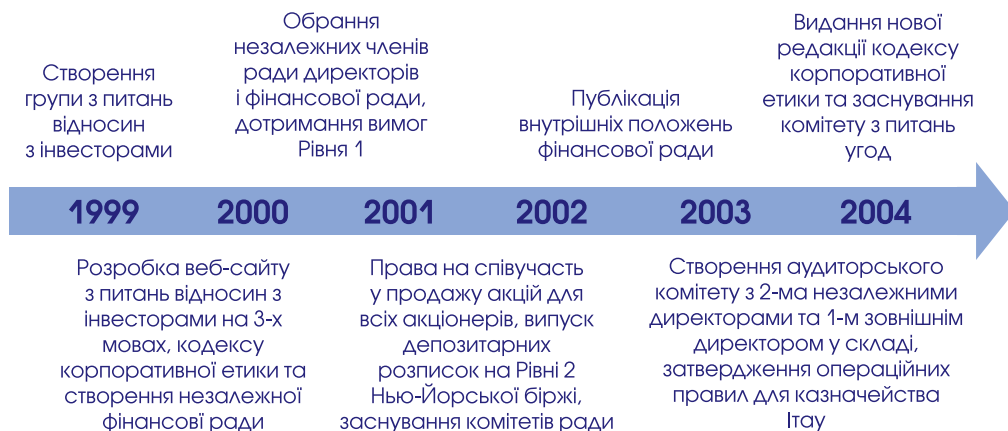 Створення
групи з питань
відносин
з інвесторами
Обрання
незалежних членів
ради директорів
і фінансової ради,
дотримання вимог
Рівня 1
Публікація
внутрішніх положень
фінансової ради
Видання нової
редакції кодексу
корпоративної
етики та заснування
комітету з питань
угод
1999 2000 2001 2002 2003 2004
Розробка веб-сайту
з питань відносин з
інвесторами на 3-х
мовах, кодексу
корпоративної етики та
створення незалежної
фінансові ради
Права на співучасть
у продажу акцій для
всіх акціонерів, випуск
депозитарних
розписок на Рівні 2
Нью-Йорської біржі,
заснування комітетів ради
Створення аудиторського
комітету з 2-ма незалежними
директорами та 1-м зовнішнім
директором у складі,
затвердження операційних
правил для казначейства
Ітау